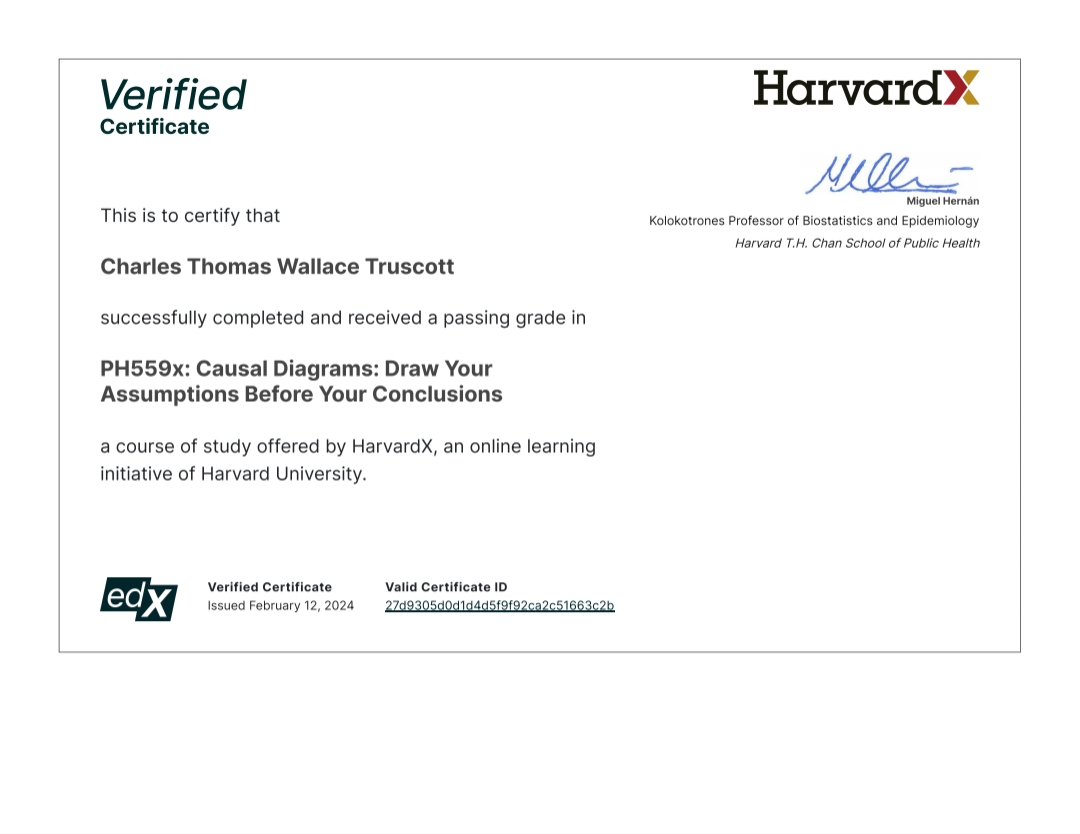 Verified
Certificate
HarvardX
Miguel Hernán
Kolokotrones Professor of Biostatistics and Epidemiology
Harvard T.H. Chan School of Public Health
This is to certify that
Charles Thomas Wallace Truscott
successfully completed and received a passing grade in
PH559x: Causal Diagrams: Draw Your
Assumptions Before Your Conclusions
a course of study offered by HarvardX, an online learning
initiative of Harvard University.
edX
Verified Certificate
Issued February 12, 2024
Valid Certificate ID
27d9305d0d1d4d5f9f92ca2c51663c2b